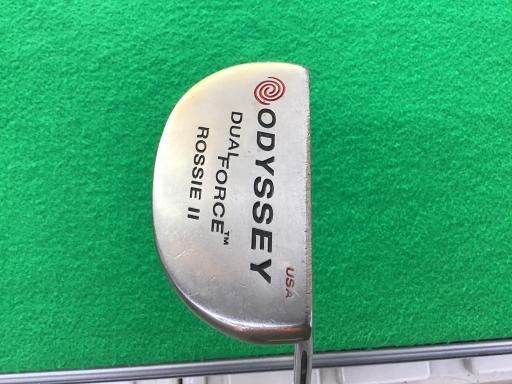 ODYSSEY
DUAL FORCE™
ROSSIE II
USA